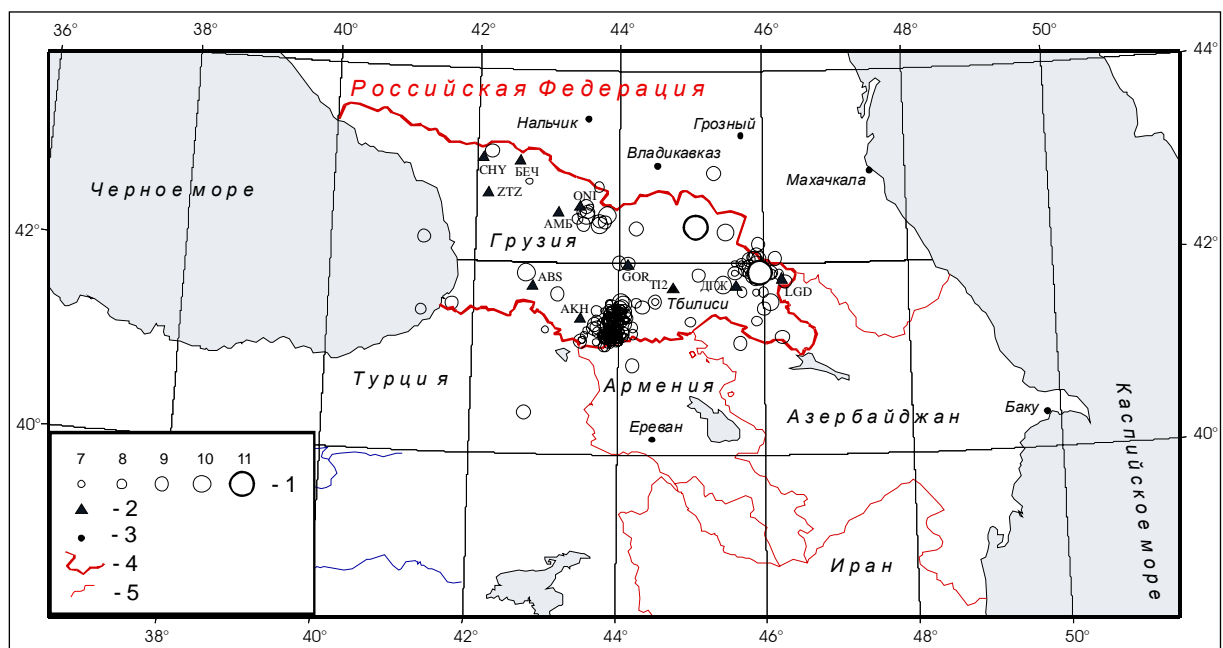 36° 38° 40° 42° 44° 46° 48° 50°
44°
Российская Федерация
Нальчик
Грозный
Владикавказ
Махачкала
CHY
БЕЧ
ZTZ
ONI
АМБ
Черное море
42°
42°
Грузия
ABS
GOR
TI2
ДГЖ
LGD
Тбилиси
AKH
Турция
Армения
Азербайджан
Баку
Ереван
40°
40°
Каспийское море
Иран
7 8 9 10 11
- 1
- 2
- 3
- 4
- 5
38° 40° 42° 44° 46° 48° 50°